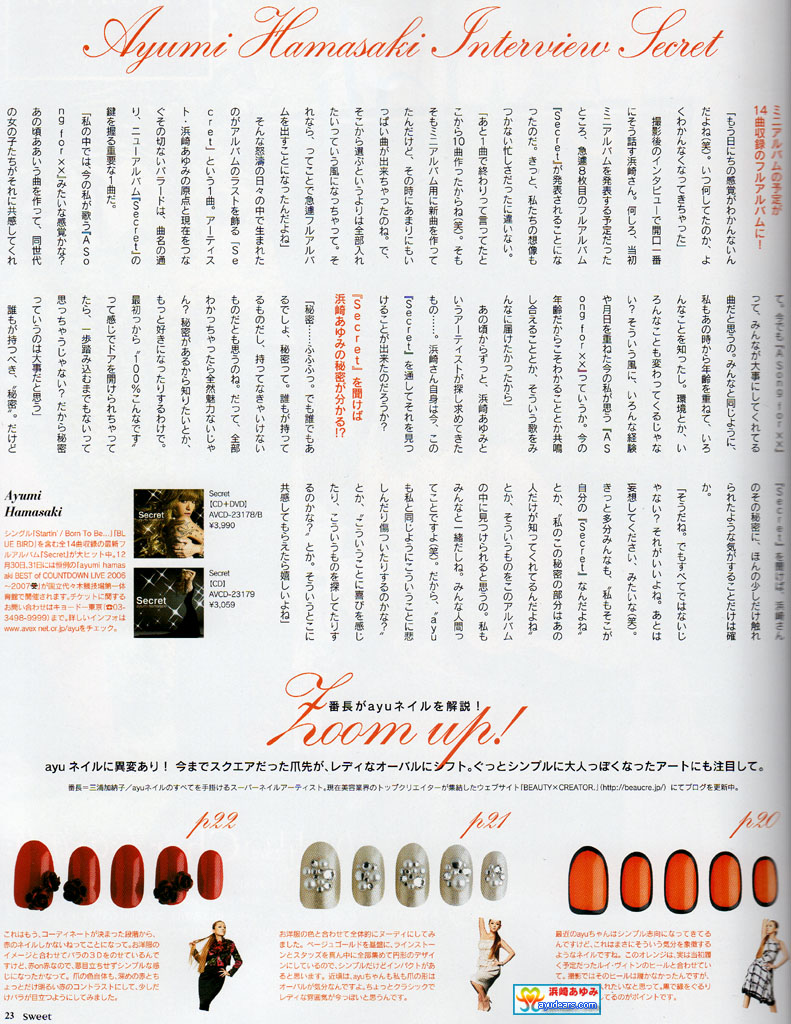 Ayumi Hamasaki Interview Secret
ミニアルバムの予定が
14曲収録のフルアルバムに！
「もう日にちの感覚がわかんないん
だよね（笑）。いつ何してたのか、よ
くわかんなくなってきちゃった」
撮影後のインタビューで開口一番
にそう話す浜崎さん。何しろ、当初
ミニアルバムを発表する予定だった
ところ、急遽8枚目のフルアルバム
『Secret』が発表されることにな
ったのだ。きっと、私たちの想像も
つかない忙しさだったに違いない。
「あと1曲で終わりって言ってたと
こから10曲作ったからね（笑）。そも
そもミニアルバム用に新曲を作って
たんだけど、その時にあまりにもい
っぱい曲が出来ちゃったのね。で、
そこから選ぶというよりは全部入れ
たいっていう風になっちゃって。そ
れなら、ってことで急遽フルアルバ
ムを出すことになったんだよね」
そんな怒濤の日々の中で生まれた
のがアルバムのラストを飾る「Se
cret」という1曲。アーティス
ト・浜崎あゆみの原点と現在をつな
ぐその切ないバラードは、曲名の通
り、ニューアルバム『Secret』の
鍵を握る重要な1曲だ。
「私の中では、今の私が歌う『A So
ng for ××』みたいな感覚かな？
あの頃ああいう曲を作って、同世代
の女の子たちがそれに共感してくれ
て。今でも『A Song for ××』
って、みんなが大事にしてくれてる
曲だと思うの。みんなと同じように、
私もあの時から年齢を重ねて、いろ
んなことを知ったし。環境とか、い
ろんなことも変わってくるじゃな
い？そういう風に、いろんな経験
や月日を重ねた今の私が思う『A S
ong for ××』っていうか。今の
年齢だからこそわかることとか共鳴
し合えることとか、そういう歌をみ
んなに届けたかったから」
あの頃からずっと、浜崎あゆみと
いうアーティストが探し求めてきた
もの……。浜崎さん自身は今、この
『Secret』を通してそれを見つ
けることが出来たのだろうか？
『Secret』を聞けば
浜崎あゆみの秘密が分かる!?
「秘密……ふふふっ。でも誰でもあ
るでしょ、秘密って。誰もが持って
るものだし、持ってなきゃいけない
ものだとも思うのね。だって、全部
わかっちゃったら全然魅力ないじゃ
ん？秘密があるから知りたいとか、
もっと好きになったりするわけで。
最初っから〝100％こんなです〟
って感じでドアを開けられちゃって
たら、一歩踏み込むまでもないって
思っちゃうじゃない？だから秘密
っていうのは大事だと思う」
誰もが持つべき、〝秘密〟。だけど
『Secret』を聞けば、浜崎さん
のその秘密に、ほんの少しだけ触れ
られたような気がすることだけは確
か。
「そうだね。でもすべてではないじ
ゃない？それがいいよね。あとは
妄想してください、みたいな（笑）。
きっと多分みんなも、〝私もそこが
自分の『Secret』なんだよね〟
とか、〝私のこの秘密の部分はあの
人だけが知ってくれてるんだよね〟
とか、そういうものをこのアルバム
の中に見つけられると思うの。私も
みんなと一緒だしね。みんな人間っ
てことですよ（笑）。だから、〝ayu
も私と同じようにこういうことに悲
しんだり傷ついたりするのかな？〟
とか、〝こういうことに喜びを感じ
たり、こういうものを探してたりす
るのかな？〟とか。そういうとこに
共感してもらえたら嬉しいよね」
Ayumi
Hamasaki
シングル「Startin' / Born To Be...」「BL
UE BIRD」を含む全14曲収録の最新フ
ルアルバム『Secret』が大ヒット中。12
月30日、31日には恒例の「ayumi hamas
aki BEST of COUNTDOWN LIVE 2006
～2007 」が国立代々木競技場第一体
育館で開催されます。チケットに関する
お問い合わせはキョードー東京（☎03-
3498-9999）まで。詳しいインフォは
www.avex.net.or.jp/ayuをチェック。
Secret
Secret
[CD+DVD]
AVCD-23178/B
¥3,990
Secret
Secret
[CD]
AVCD-23179
¥3,059
番長がayuネイルを解説！
Zoom up!
ayu ネイルに異変あり！ 今までスクエアだった爪先が、レディなオーバルにシフト。ぐっとシンプルに大人っぽくなったアートにも注目して。
番長＝三浦加納子／ayuネイルのすべてを手掛けるスーパーネイルアーティスト。現在美容業界のトップクリエイターが集結したウェブサイト「BEAUTY×CREATOR.」（http://beaucre.jp/）にてブログを更新中。
p20
最近のayuちゃんはシンプル志向になってきてる
んですけど、これはまさにそういう気分を象徴する
ようなネイルですね。このオレンジは、実は当初履
く予定だったルイ・ヴィトンのヒールと合わせてい
て。撮影ではそのヒールは履かなかったんですが、
たいないと思って。黒で縁をぐるり
てるのがポイントです。
p21
お洋服の色と合わせて全体的にヌーディにしてみ
ました。ベージュゴールドを基盤に、ラインストー
ンとスタッズを真ん中に全部集めて円形のデザイ
ンにしているので、シンプルだけどインパクトがあ
ると思います。近頃は、ayuちゃんも私も爪の形は
オーバルが気分なんですよ。ちょっとクラシックで
レディな雰囲気が今っぽいと思うんです。
p22
これはもう、コーディネートが決まった段階から、
赤のネイルしかないねってことになって。お洋服の
イメージと合わせてバラの3Dをのせているんで
すけど、赤on赤なので、悪目立ちせずシンプルな感
じになったかなって。爪の色自体も、深めの赤とち
ょっとだけ明るい赤のコントラストにして、少しだ
けバラが目立つようにしてみました。
浜崎あゆみ
ayudears.com
23 Sweet